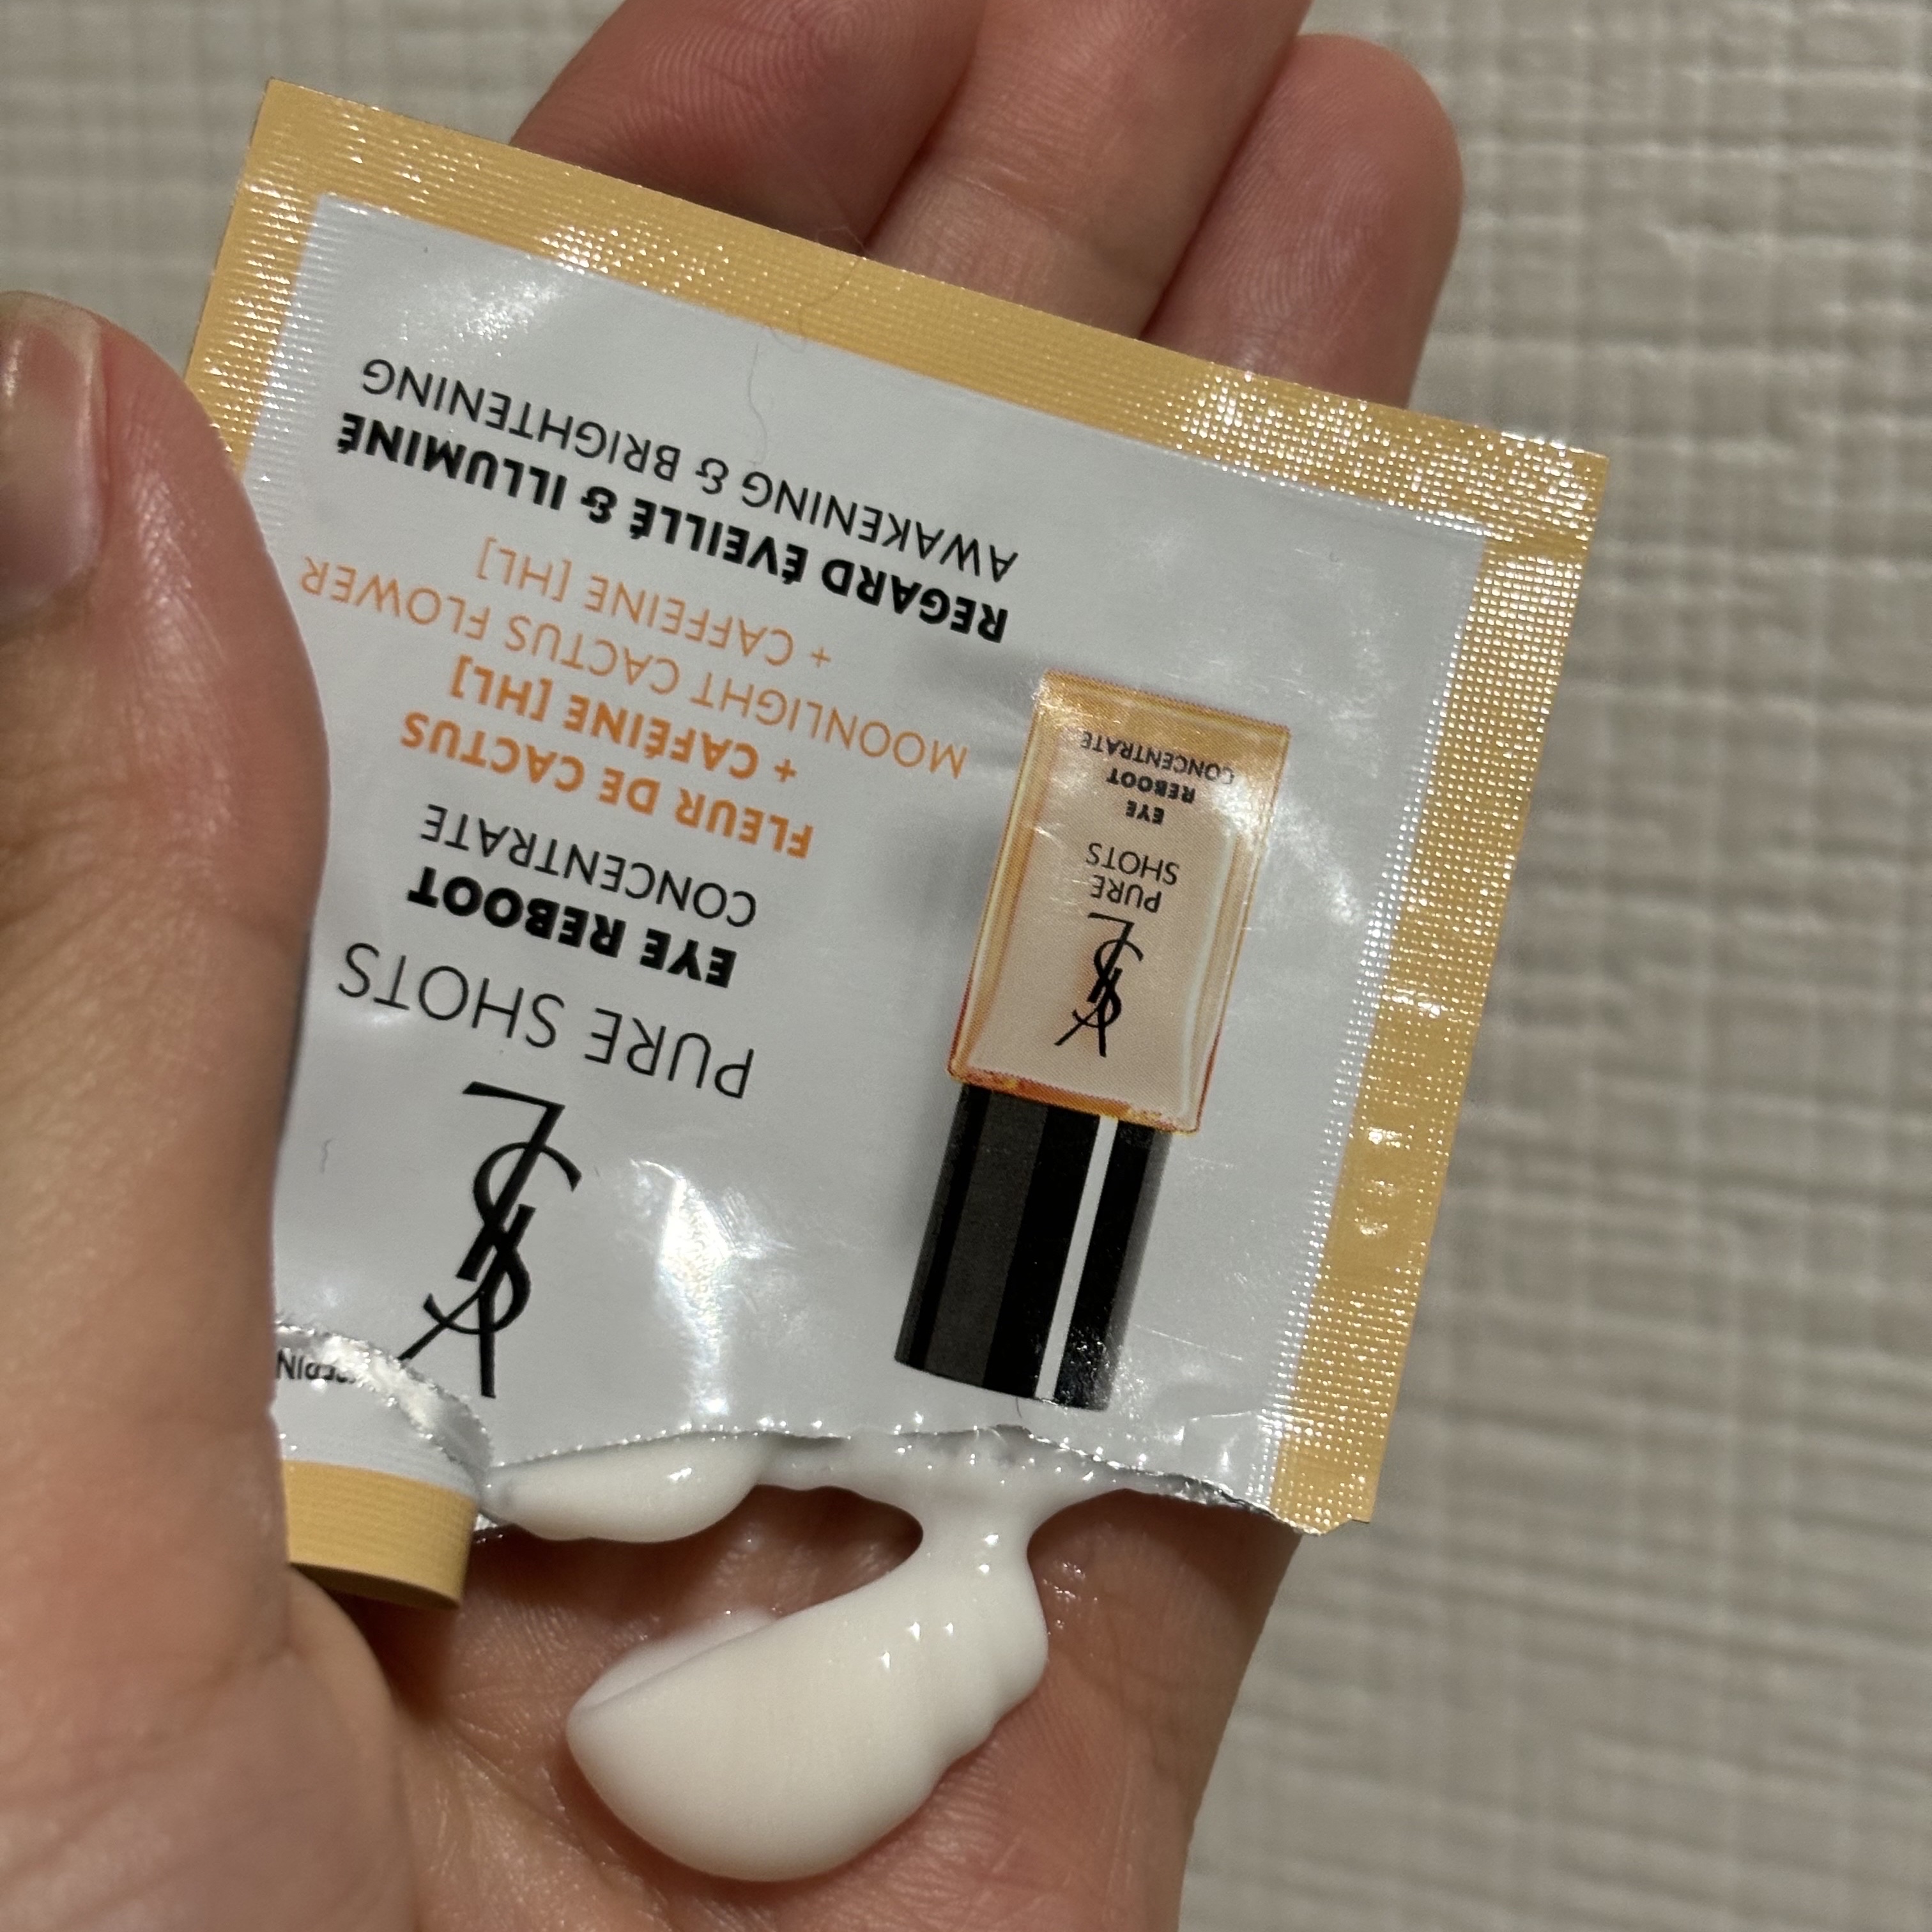 YSL
PURE SHOTS
EYE REBOOT
CONCENTRATE
FLEUR DE CACTUS
+ CAFÉINE [HL]
MOONLIGHT CACTUS FLOWER
+ CAFFEINE [HL]
REGARD ÉVEILLÉ & ILLUMINÉ
AWAKENING & BRIGHTENING
YSL
PURE
SHOTS
EYE
REBOOT
CONCENTRATE